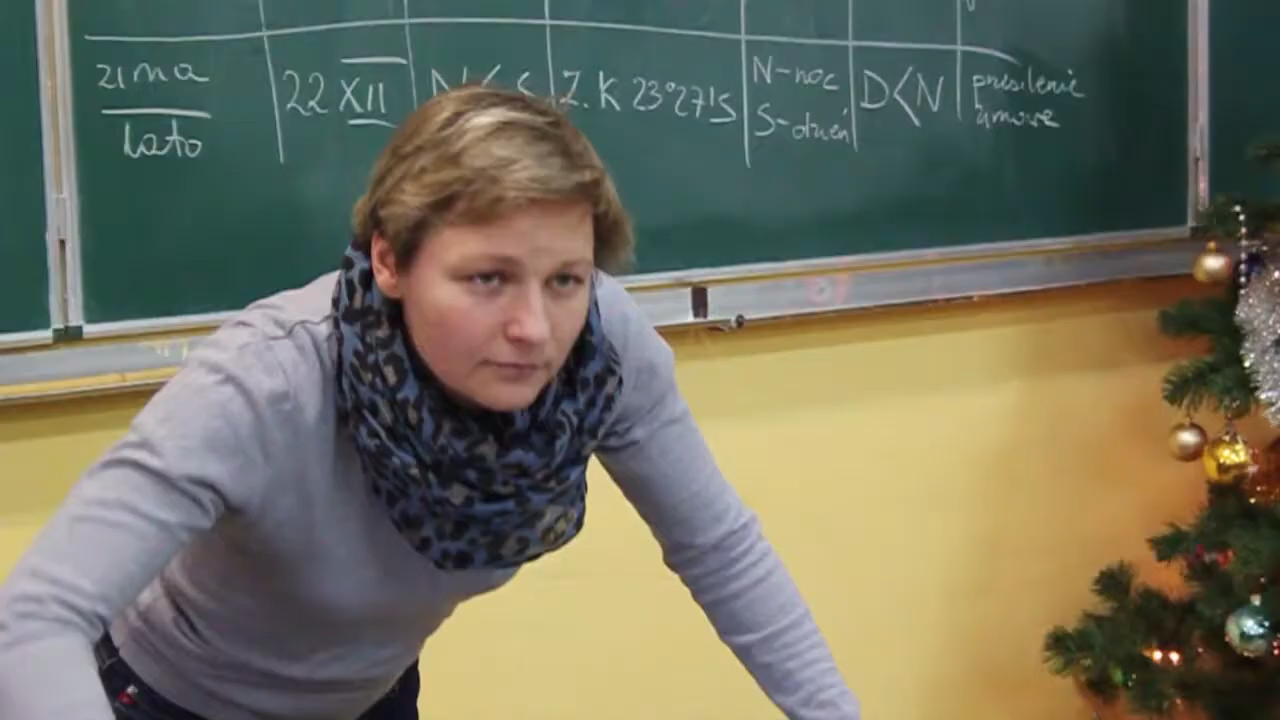 zima 22 XII N < S Z.K 23°27'S N-noc D<N przesilenie
lato S-dzień zimowe